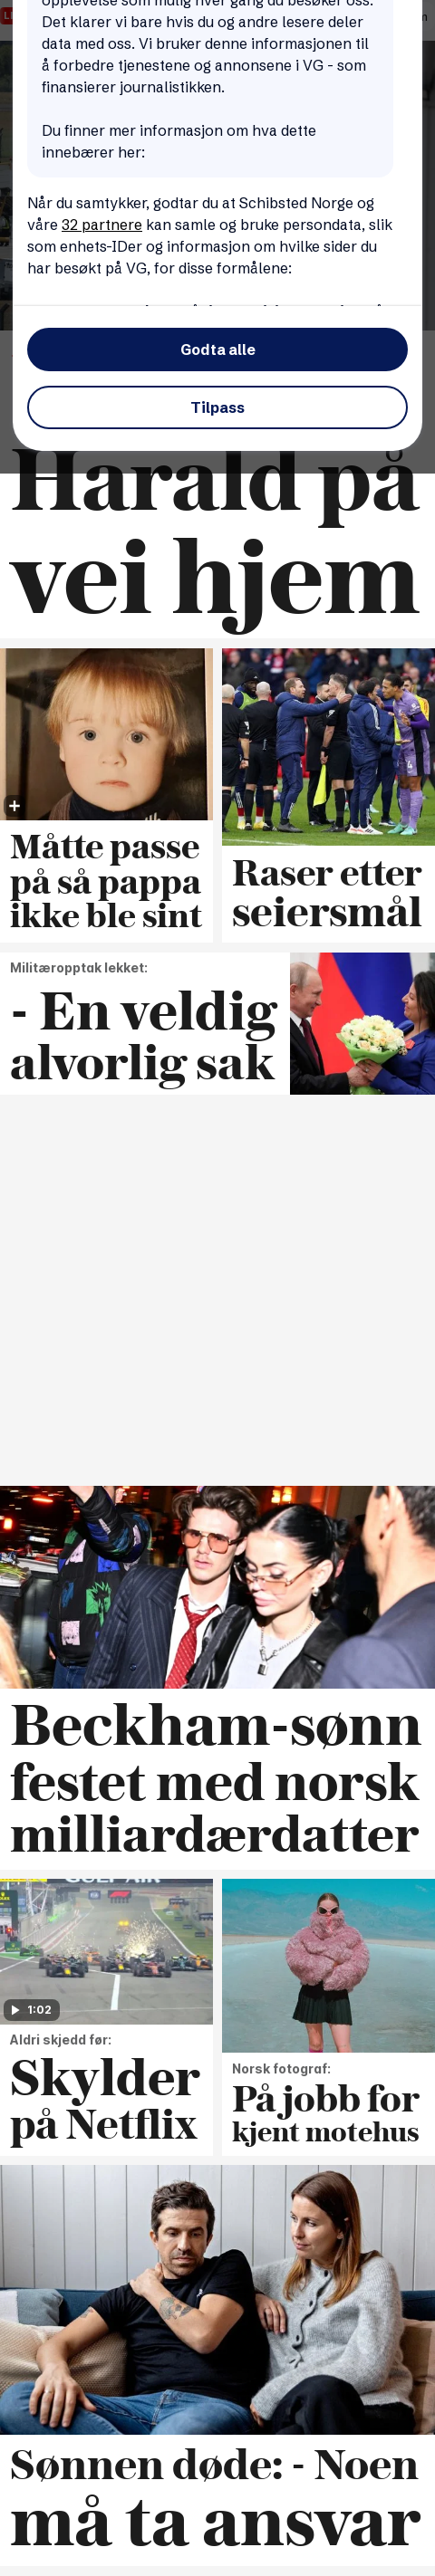 opplevelse som mulig hver gang du besøker oss.
Det klarer vi bare hvis du og andre lesere deler
data med oss. Vi bruker denne informasjonen til
å forbedre tjenestene og annonsene i VG - som
finansierer journalistikken.
Du finner mer informasjon om hva dette
innebærer her:
Når du samtykker, godtar du at Schibsted Norge og
våre 32 partnere kan samle og bruke persondata, slik
som enhets-IDer og informasjon om hvilke sider du
har besøkt på VG, for disse formålene:
Godta alle
Tilpass
Harald på
vei hjem
Måtte passe
på så pappa
ikke ble sint
Raser etter
seiersmål
Militæropptak lekket:
- En veldig
alvorlig sak
Beckham-sønn
festet med norsk
milliardærdatter
1:02
Aldri skjedd før:
Skylder
på Netflix
Norsk fotograf:
På jobb for
kjent motehus
Sønnen døde: - Noen
må ta ansvar